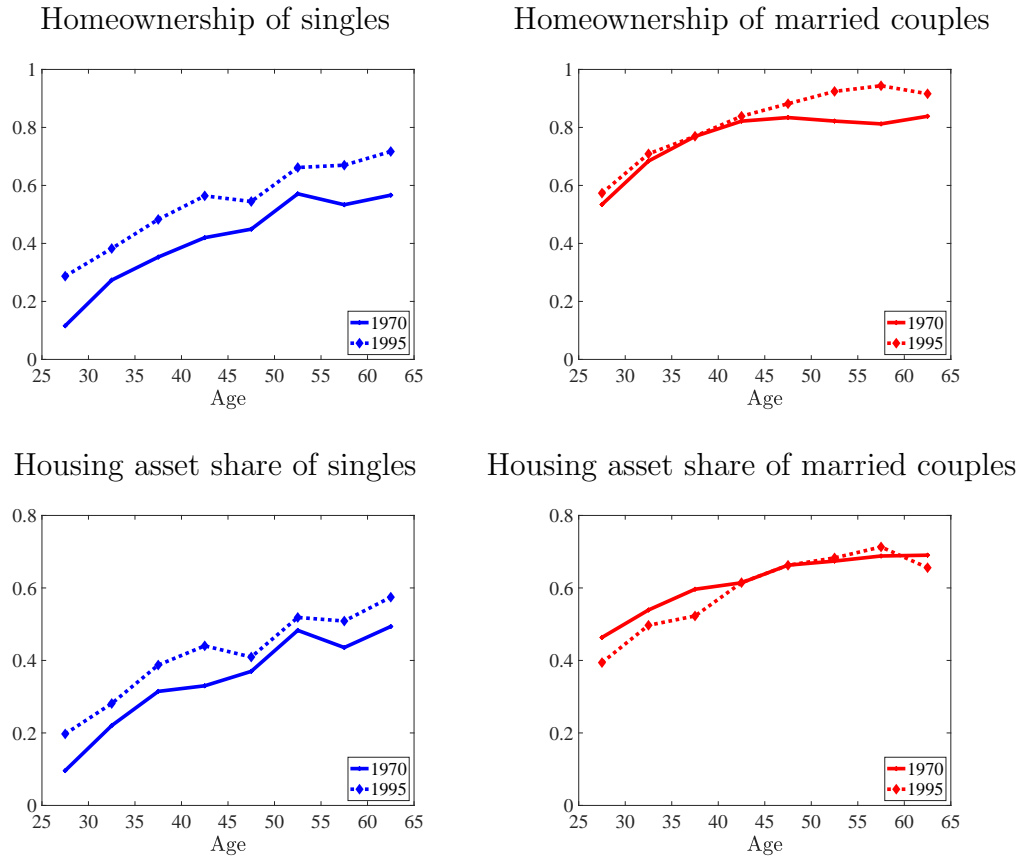 Homeownership of singles
1
0.8
0.6
0.4
0.2
0
25 30 35 40 45 50 55 60 65
Age
1970
1995
Homeownership of married couples
1
0.8
0.6
0.4
0.2
0
25 30 35 40 45 50 55 60 65
Age
1970
1995
Housing asset share of singles
0.8
0.6
0.4
0.2
0
25 30 35 40 45 50 55 60 65
Age
1970
1995
Housing asset share of married couples
0.8
0.6
0.4
0.2
0
25 30 35 40 45 50 55 60 65
Age
1970
1995